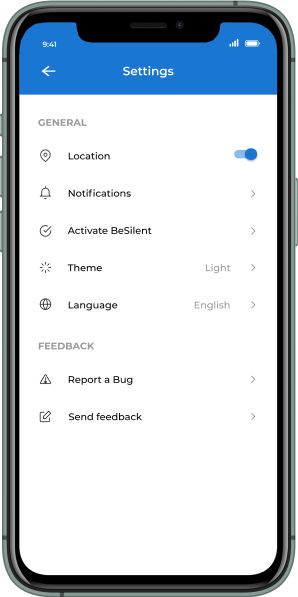 9:41
Settings
GENERAL
Location
Notifications
Activate BeSilent
Theme Light
Language English
FEEDBACK
Report a Bug
Send feedback